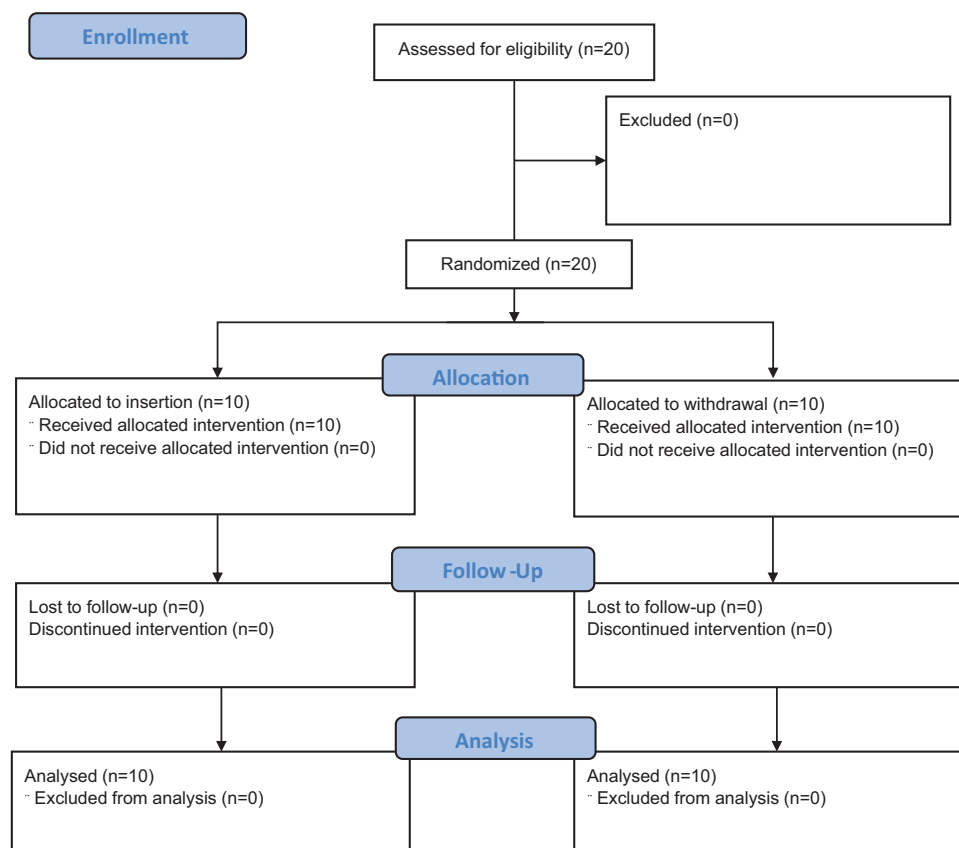 Enrollment
Assessed for eligibility (n=20)
Excluded (n=0)
Randomized (n=20)
Allocation
Allocated to insertion (n=10)
¨ Received allocated intervention (n=10)
¨ Did not receive allocated intervention (n=0)
Allocated to withdrawal (n=10)
¨ Received allocated intervention (n=10)
¨ Did not receive allocated intervention (n=0)
Follow-Up
Lost to follow-up (n=0)
Discontinued intervention (n=0)
Lost to follow-up (n=0)
Discontinued intervention (n=0)
Analysis
Analysed (n=10)
¨ Excluded from analysis (n=0)
Analysed (n=10)
¨ Excluded from analysis (n=0)